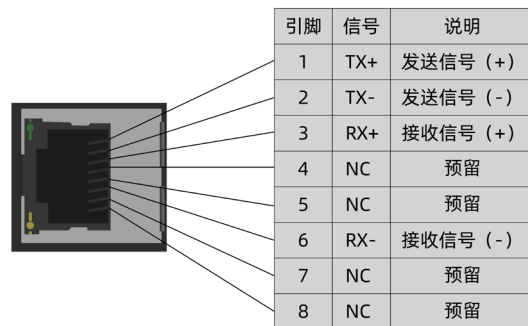 引脚 信号 说明
1 TX+ 发送信号（+）
2 TX- 发送信号（-）
3 RX+ 接收信号（+）
4 NC 预留
5 NC 预留
6 RX- 接收信号（-）
7 NC 预留
8 NC 预留